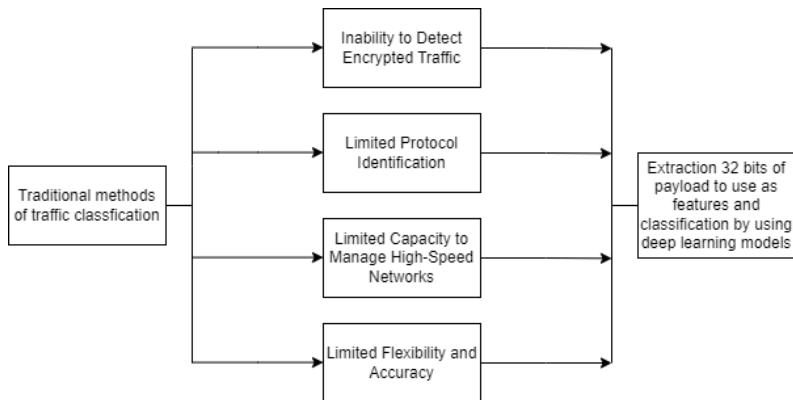 Inability to Detect
Encrypted Traffic
Limited Protocol
Identification
Traditional methods
of traffic classfication
Extraction 32 bits of
payload to use as
features and
classification by using
deep learning models
Limited Capacity to
Manage High-Speed
Networks
Limited Flexibility and
Accuracy